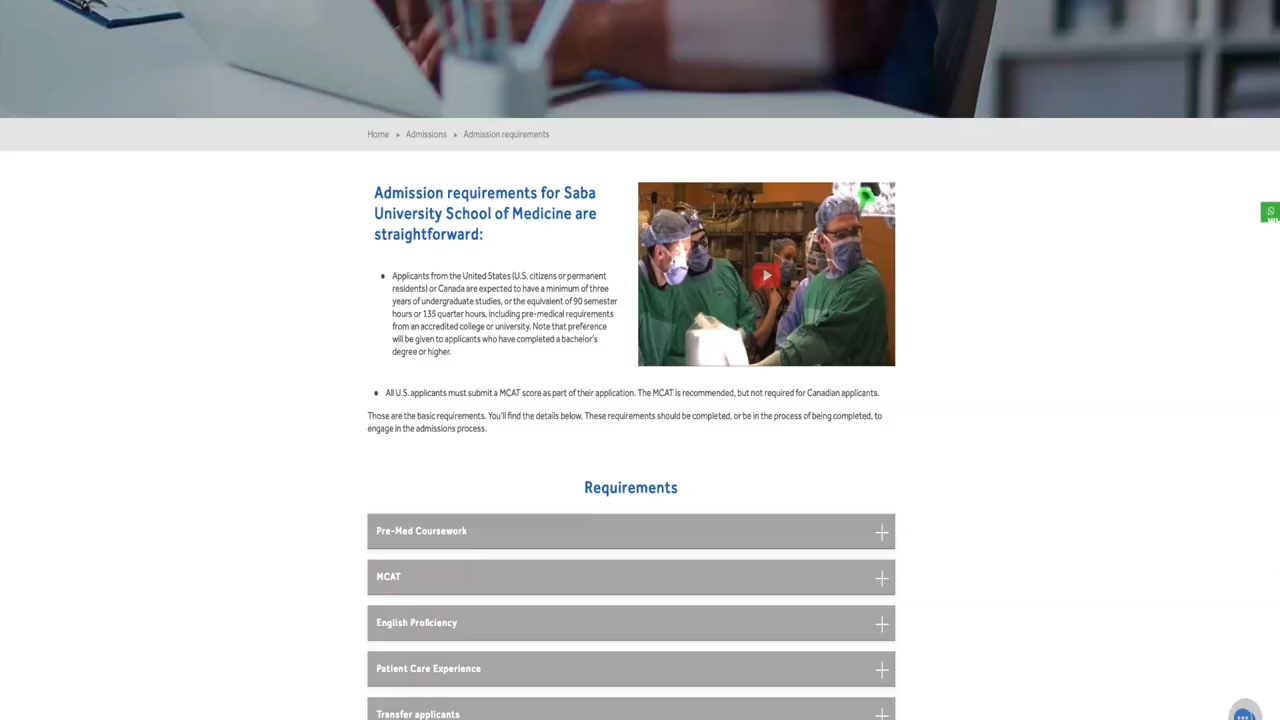 Home ▸ Admissions ▸ Admission requirements
Admission requirements for Saba
University School of Medicine are
straightforward:
• Applicants from the United States (U.S. citizens or permanent
residents) or Canada are expected to have a minimum of three
years of undergraduate studies, or the equivalent of 90 semester
hours or 135 quarter hours, including pre-medical requirements
from an accredited college or university. Note that preference
will be given to applicants who have completed a bachelor's
degree or higher.
• All U.S. applicants must submit a MCAT score as part of their application. The MCAT is recommended, but not required for Canadian applicants.
Those are the basic requirements. You'll find the details below. These requirements should be completed, or be in the process of being completed, to
engage in the admissions process.
Requirements
Pre-Med Coursework
MCAT
English Proficiency
Patient Care Experience
Transfer applicants